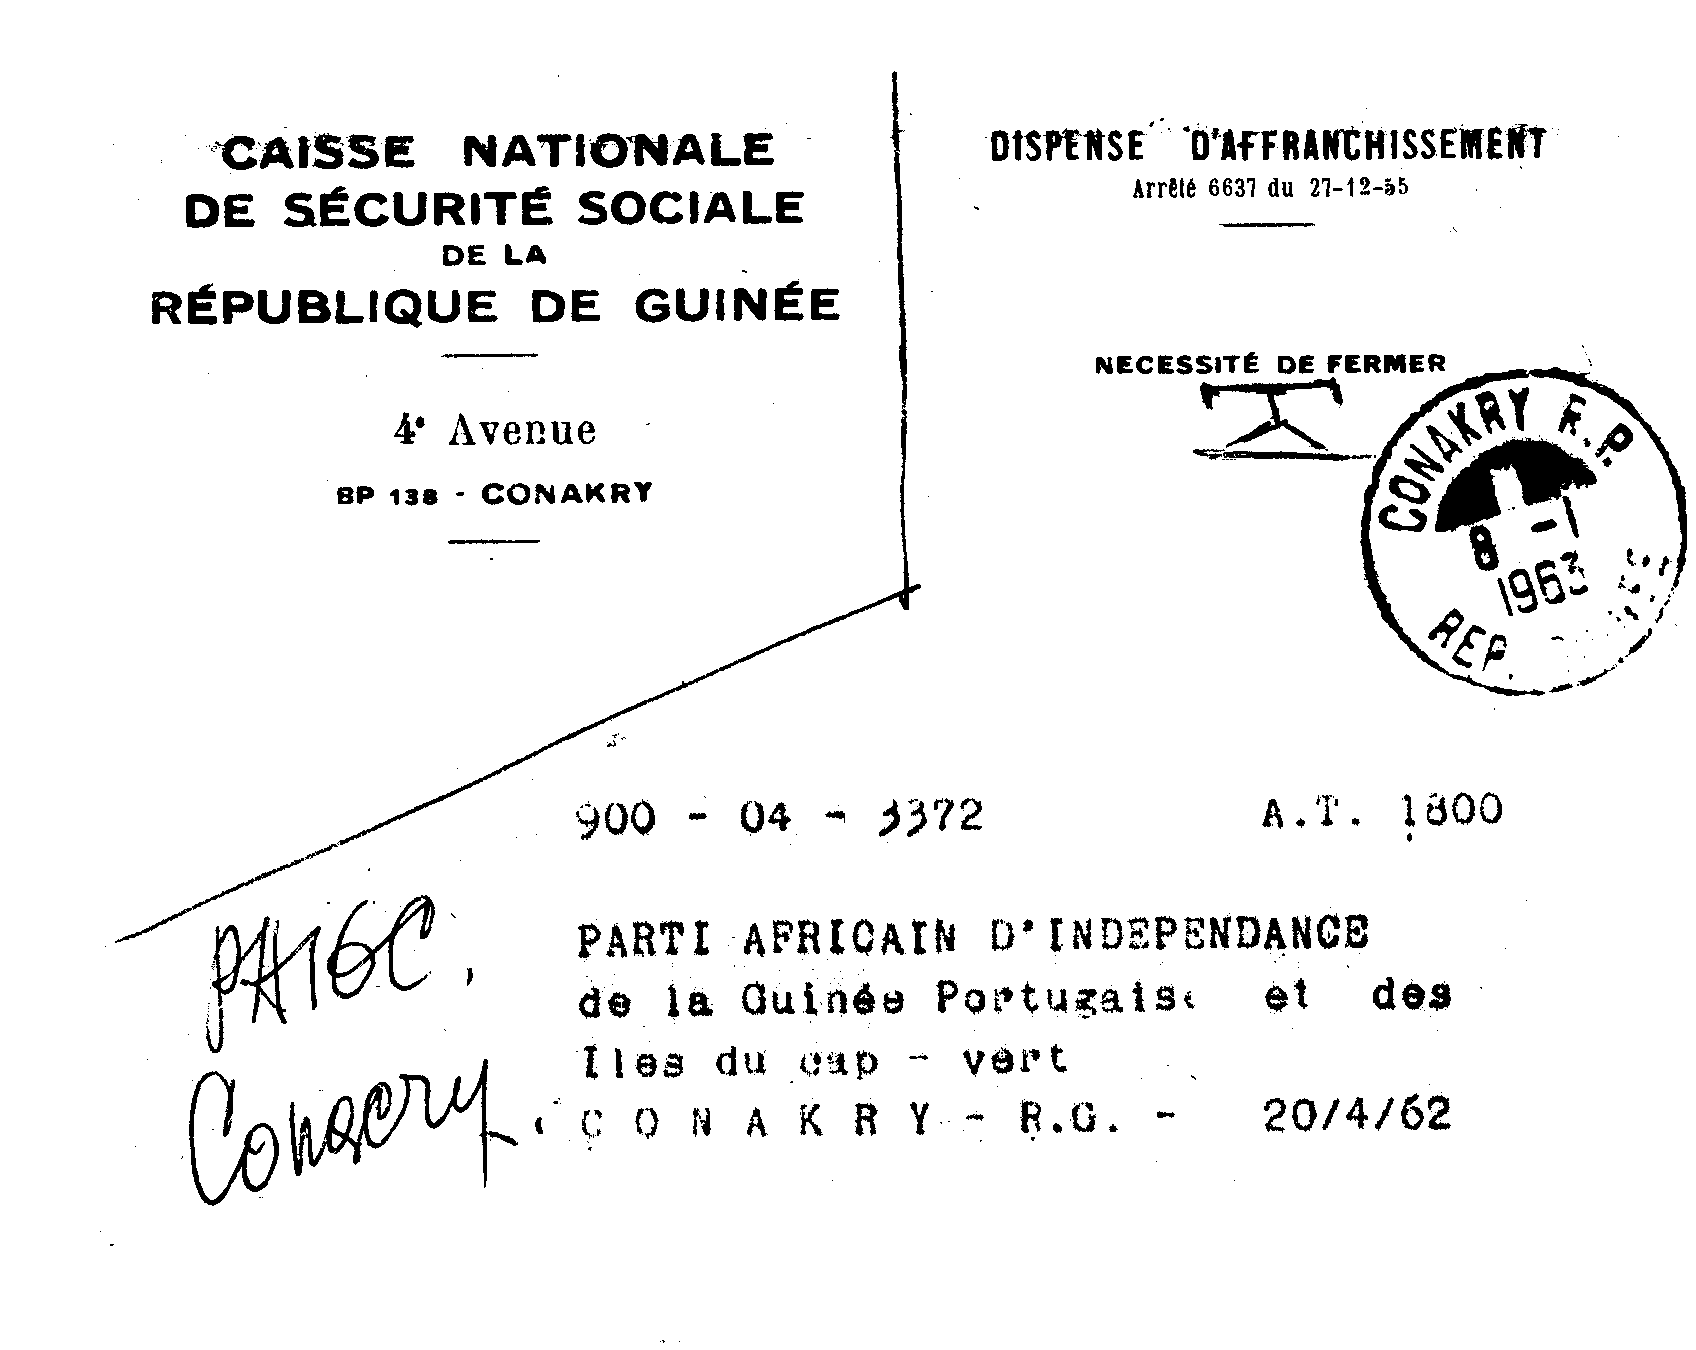 CAISSE NATIONALE
DE SÉCURITÉ SOCIALE
DE LA
RÉPUBLIQUE DE GUINÉE
4e Avenue
BP 138 - CONAKRY
DISPENSE D'AFFRANCHISSEMENT
Arrêté 6637 du 27-12-55
NECESSITÉ DE FERMER
CONAKRY R.P.
8 -1
1963
REP.
900 - 04 - 3372 A.T. 1800
PARTI AFRICAIN D'INDEPENDANCE
de la Guinée Portugaise et des
Iles du cap - vert
C O N A K R Y - R.G. - 20/4/62
PAIGC.
Conacry